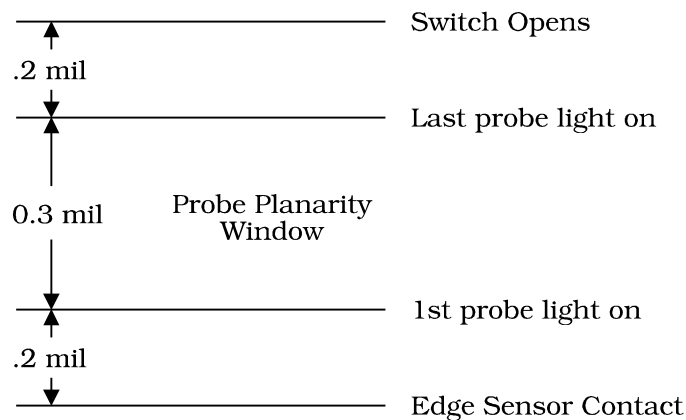 Switch Opens
.2 mil
Last probe light on
0.3 mil
Probe Planarity
Window
1st probe light on
.2 mil
Edge Sensor Contact